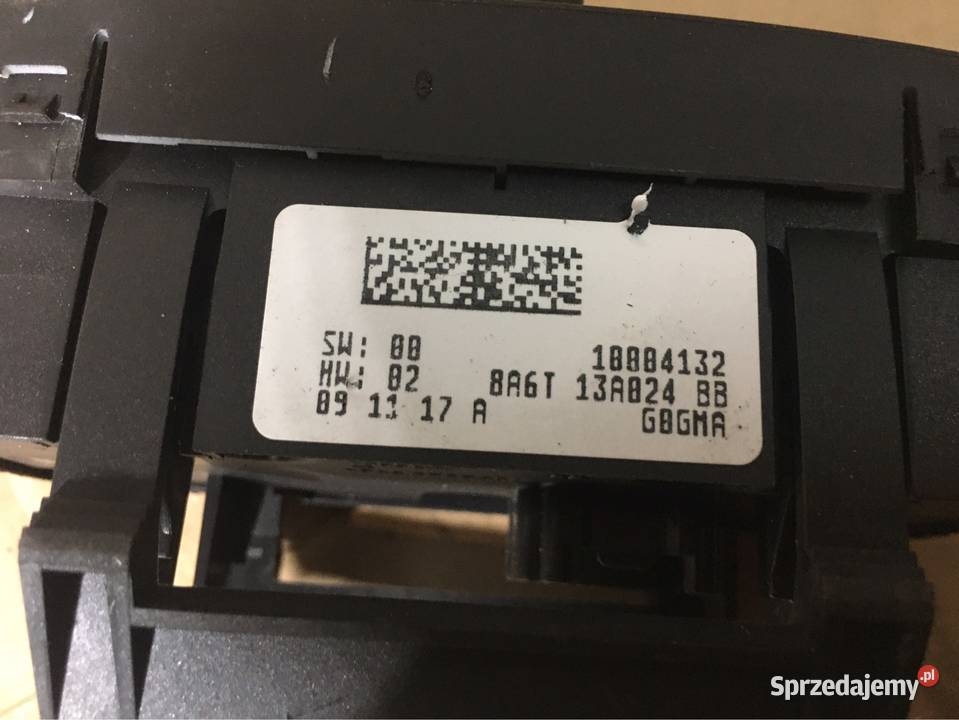 SW: 00
10004132
HW: 02
8A6T 13A024 BB
09 11 17 A
G0GMA
Sprzedajemy.pl